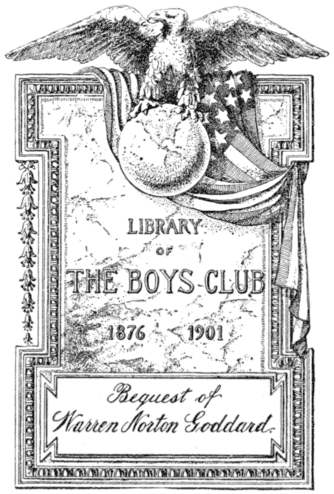 LIBRARY
OF
THE BOYS CLUB
1876 1901
Bequest of
Warren Norton Goddard.